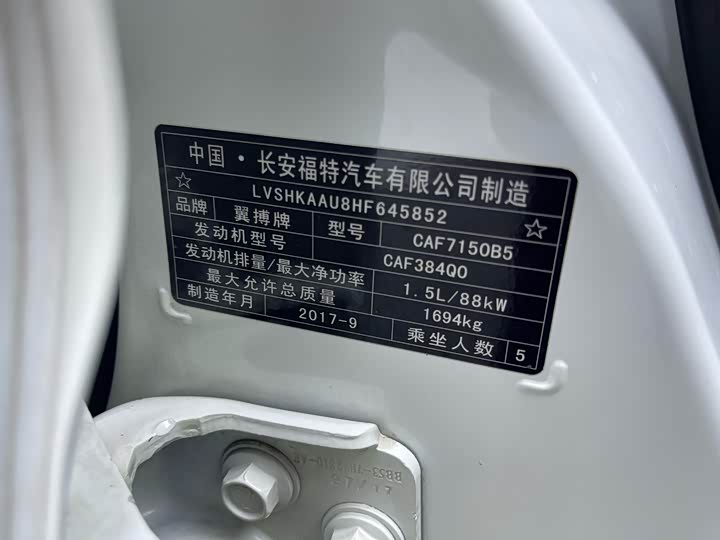 中国·长安福特汽车有限公司制造
☆ LVSHKAAU8HF645852 ☆
品牌 翼搏牌 型号 CAF7150B5
发动机型号 CAF384Q0
发动机排量/最大净功率 1.5L/88kW
最大允许总质量 1694kg
制造年月 2017-9 乘坐人数 5